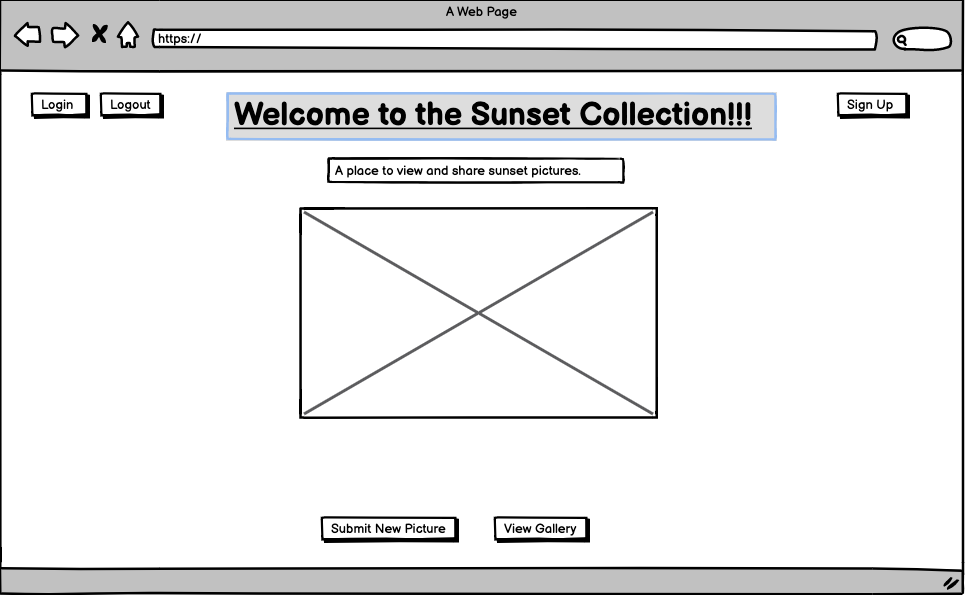 A Web Page
https://
Login
Logout
Welcome to the Sunset Collection!!!
Sign Up
A place to view and share sunset pictures.
Submit New Picture
View Gallery